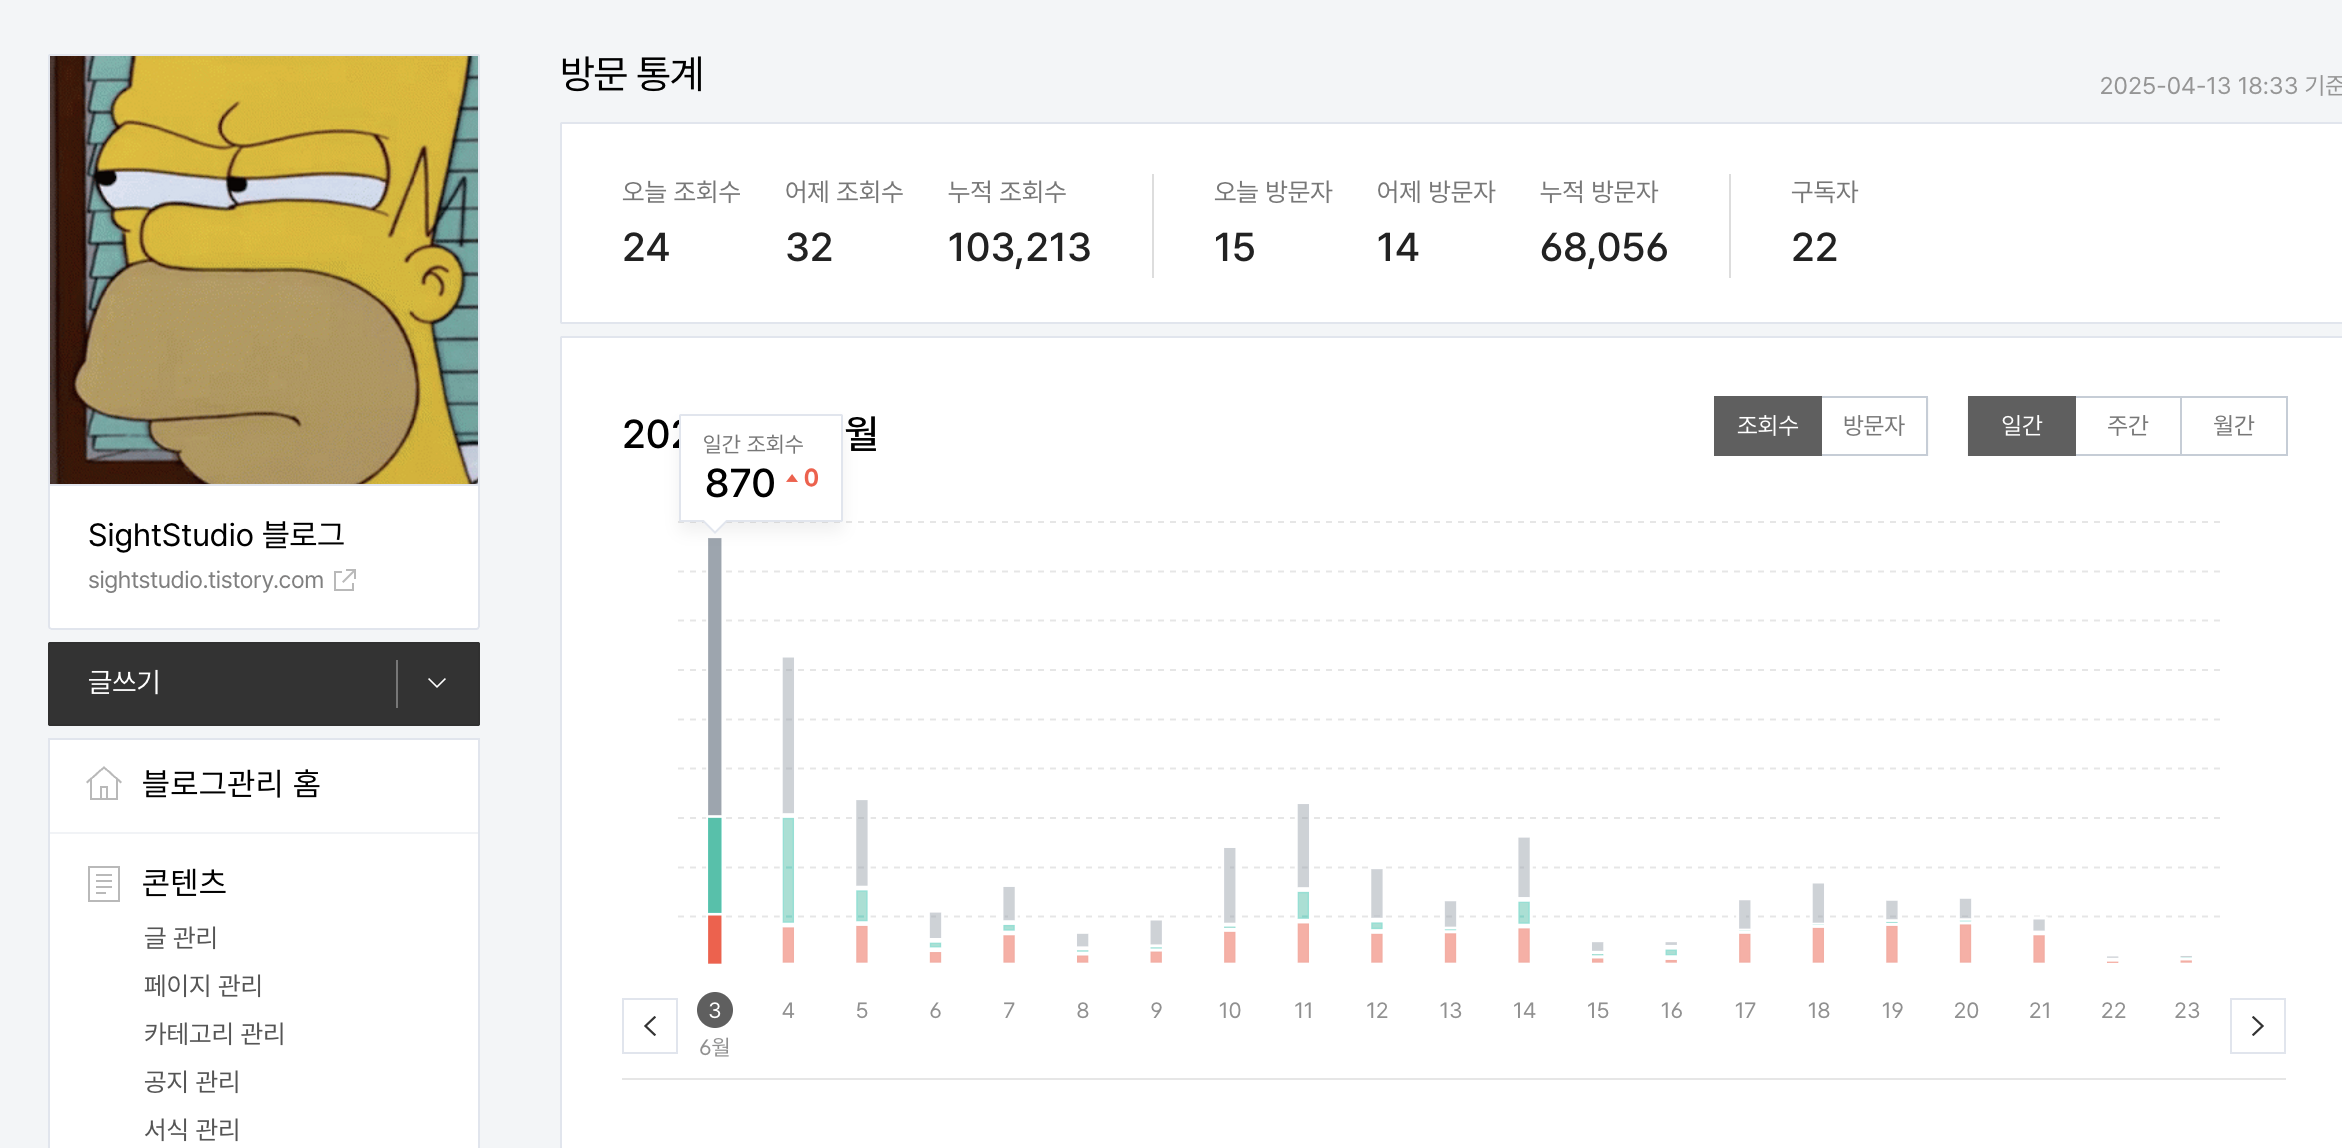 SightStudio 블로그
sightstudio.tistory.com
글쓰기
블로그관리 홈
콘텐츠
글 관리
페이지 관리
카테고리 관리
공지 관리
서식 관리
방문 통계
2025-04-13 18:33 기준
오늘 조회수 어제 조회수 누적 조회수 오늘 방문자 어제 방문자 누적 방문자 구독자
24 32 103,213 15 14 68,056 22
202 월
조회수 방문자 일간 주간 월간
일간 조회수
870 ▲0
3 4 5 6 7 8 9 10 11 12 13 14 15 16 17 18 19 20 21 22 23
6월